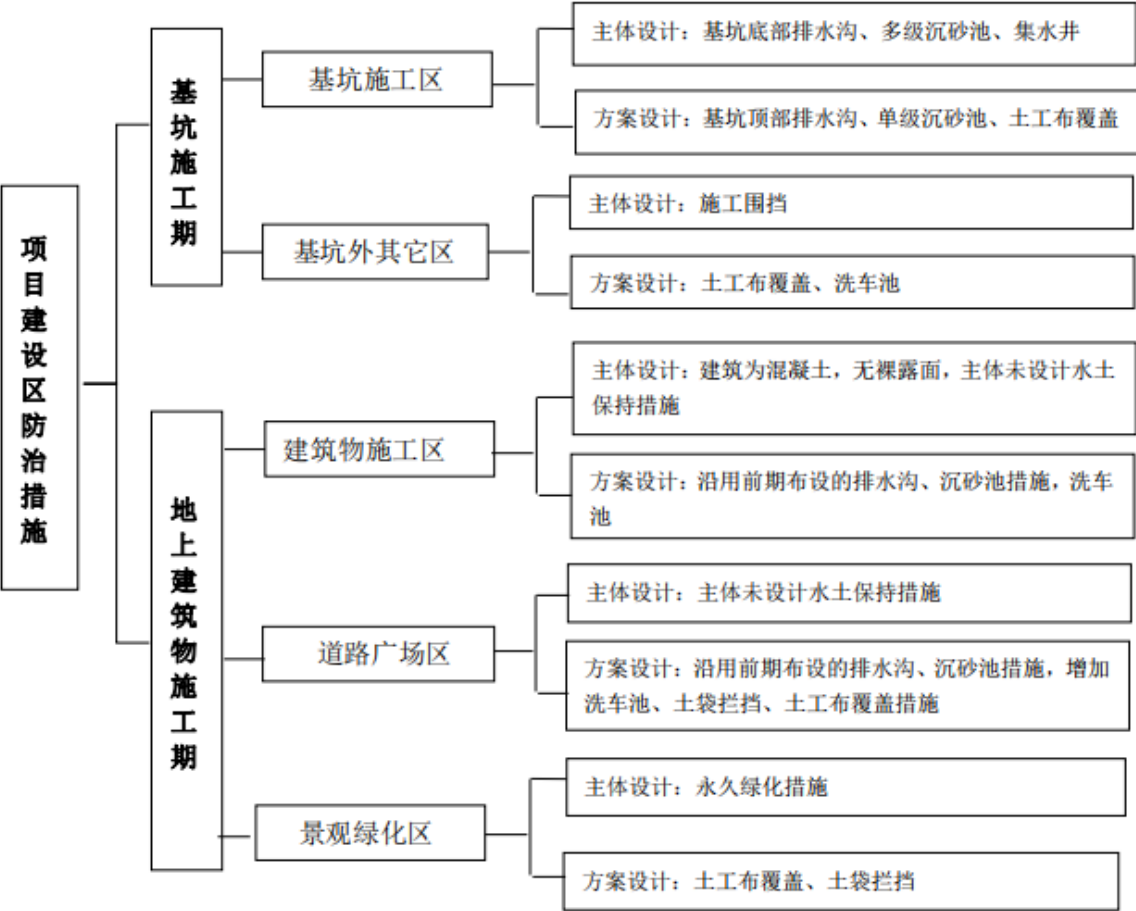 项目建设区防治措施
基坑施工期
基坑施工区
主体设计：基坑底部排水沟、多级沉砂池、集水井
方案设计：基坑顶部排水沟、单级沉砂池、土工布覆盖
基坑外其它区
主体设计：施工围挡
方案设计：土工布覆盖、洗车池
地上建筑物施工期
建筑物施工区
主体设计：建筑为混凝土，无裸露面，主体未设计水土
保持措施
方案设计：沿用前期布设的排水沟、沉砂池措施，洗车
池
道路广场区
主体设计：主体未设计水土保持措施
方案设计：沿用前期布设的排水沟、沉砂池措施，增加
洗车池、土袋拦挡、土工布覆盖措施
景观绿化区
主体设计：永久绿化措施
方案设计：土工布覆盖、土袋拦挡